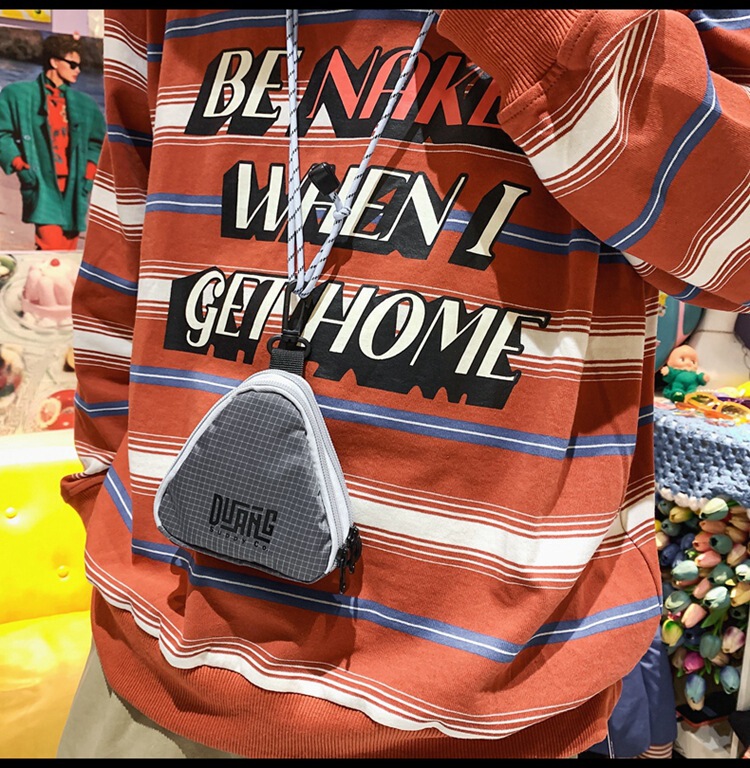 BE NAKE
WHEN I
GET HOME
DUANG